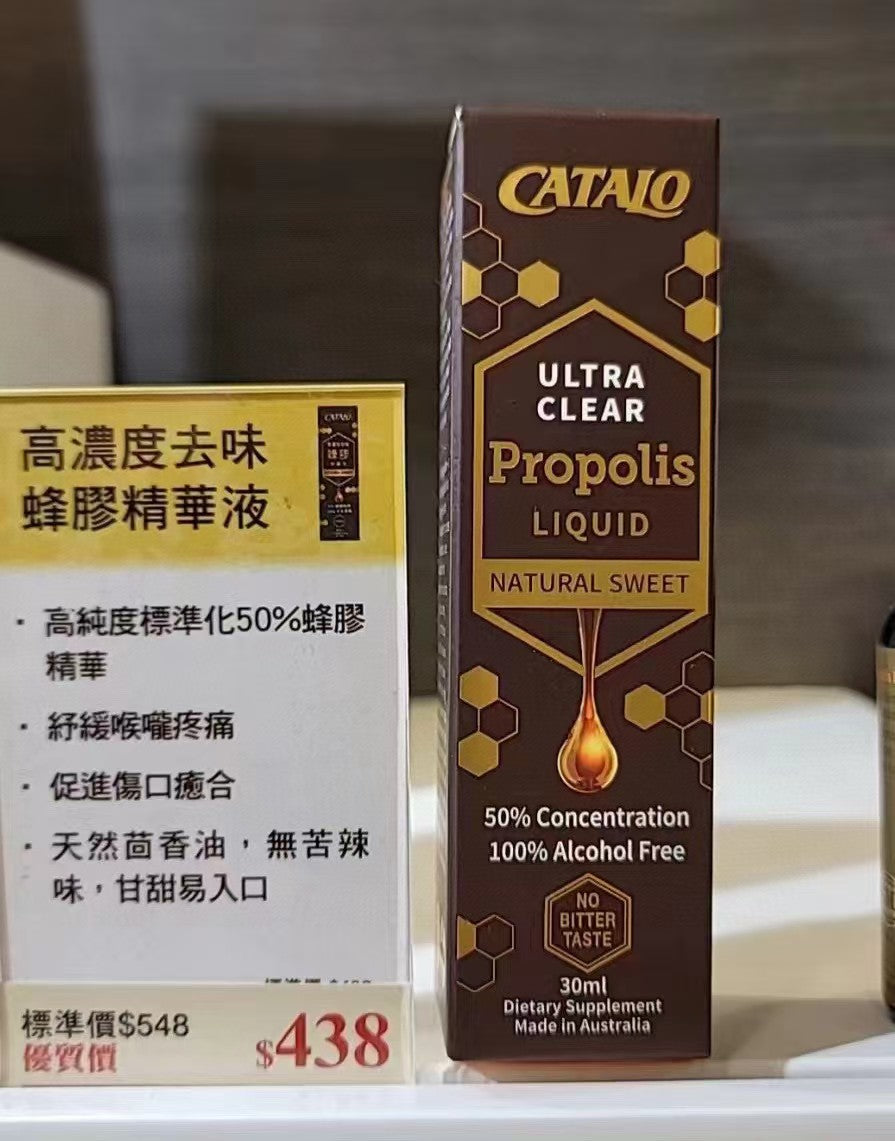 高濃度去味
蜂膠精華液
· 高純度標準化50%蜂膠
精華
· 紓緩喉嚨疼痛
· 促進傷口癒合
· 天然茴香油，無苦辣
味，甘甜易入口
標準價$548
優質價
$438
CATALO
ULTRA
CLEAR
Propolis
LIQUID
NATURAL SWEET
50% Concentration
100% Alcohol Free
NO
BITTER
TASTE
30ml
Dietary Supplement
Made in Australia